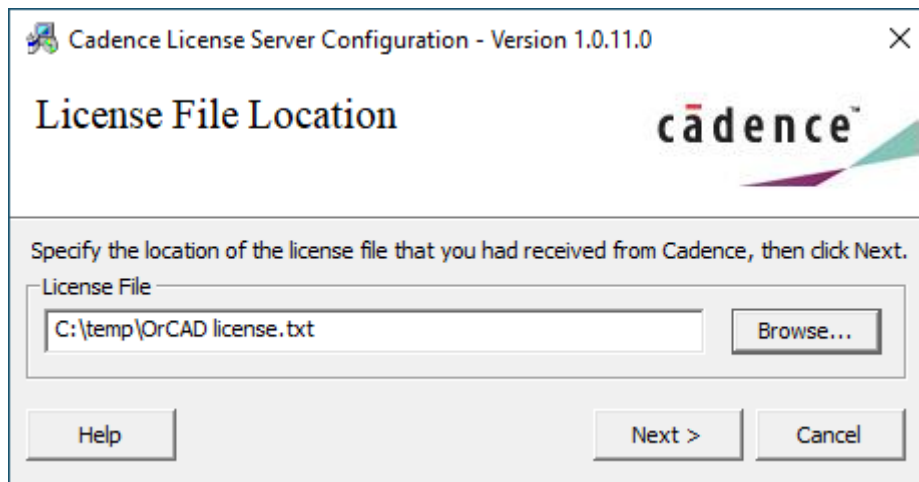 Cadence License Server Configuration - Version 1.0.11.0
License File Location
cādence™
Specify the location of the license file that you had received from Cadence, then click Next.
License File
C:\temp\OrCAD license.txt
Browse...
Help
Next >
Cancel